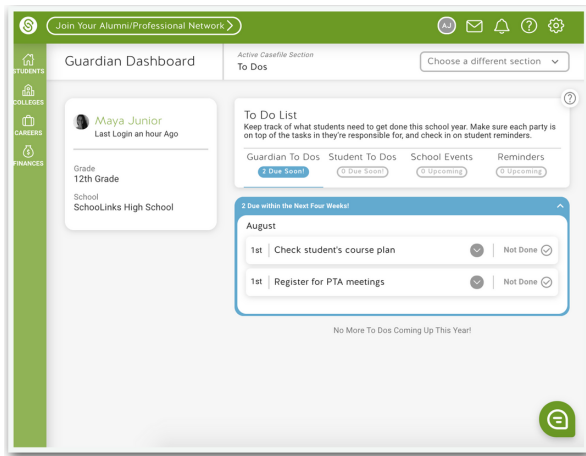 Join Your Alumni/Professional Network
AJ
STUDENTS
COLLEGES
CAREERS
FINANCES
Guardian Dashboard
Active Casefile Section
To Dos
Choose a different section
Maya Junior
Last Login an hour Ago
Grade
12th Grade
School
SchooLinks High School
To Do List
Keep track of what students need to get done this school year. Make sure each party is
on top of the tasks in they're responsible for, and check in on student reminders.
Guardian To Dos Student To Dos School Events Reminders
2 Due Soon! 0 Due Soon! 0 Upcoming 0 Upcoming
2 Due within the Next Four Weeks!
August
1st Check student's course plan Not Done
1st Register for PTA meetings Not Done
No More To Dos Coming Up This Year!